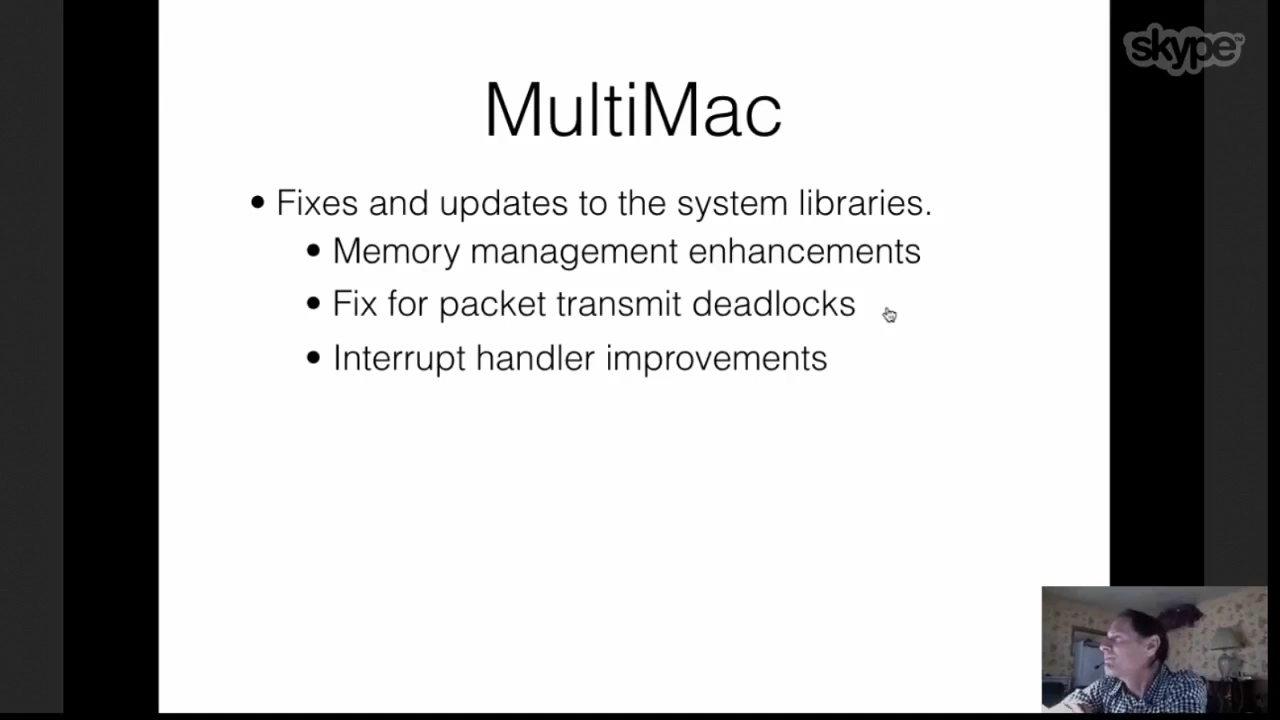 skype™
MultiMac
• Fixes and updates to the system libraries.
• Memory management enhancements
• Fix for packet transmit deadlocks
• Interrupt handler improvements